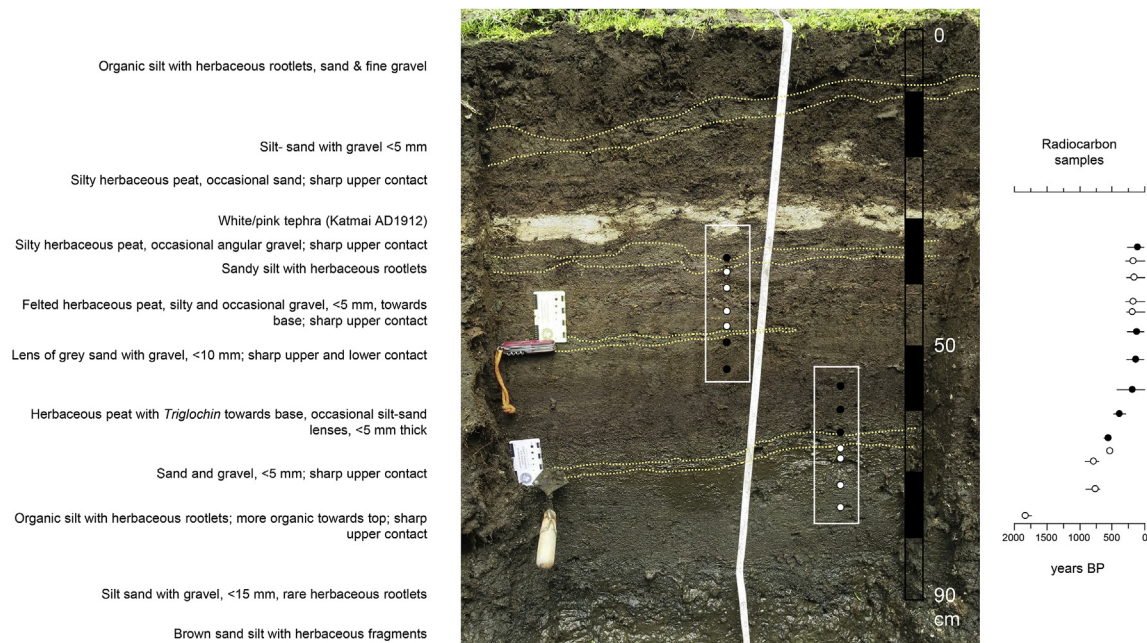 Organic silt with herbaceous rootlets, sand & fine gravel
Silt- sand with gravel <5 mm
Silty herbaceous peat, occasional sand; sharp upper contact
White/pink tephra (Katmai AD1912)
Silty herbaceous peat, occasional angular gravel; sharp upper contact
Sandy silt with herbaceous rootlets
Felted herbaceous peat, silty and occasional gravel, <5 mm, towards
base; sharp upper contact
Lens of grey sand with gravel, <10 mm; sharp upper and lower contact
Herbaceous peat with Triglochin towards base, occasional silt-sand
lenses, <5 mm thick
Sand and gravel, <5 mm; sharp upper contact
Organic silt with herbaceous rootlets; more organic towards top; sharp
upper contact
Silt sand with gravel, <15 mm, rare herbaceous rootlets
Brown sand silt with herbaceous fragments
0
50
90
cm
Radiocarbon
samples
2000 1500 1000 500 0
years BP